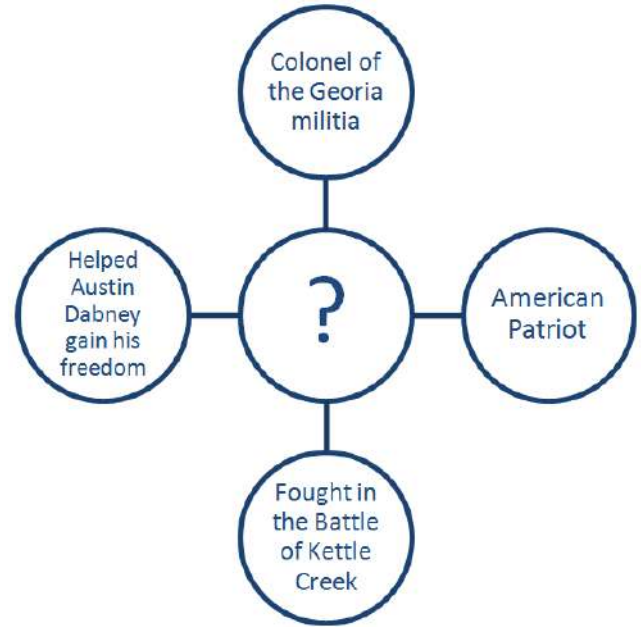 Colonel of
the Georia
militia
Helped
Austin
Dabney
gain his
freedom
?
American
Patriot
Fought in
the Battle
of Kettle
Creek